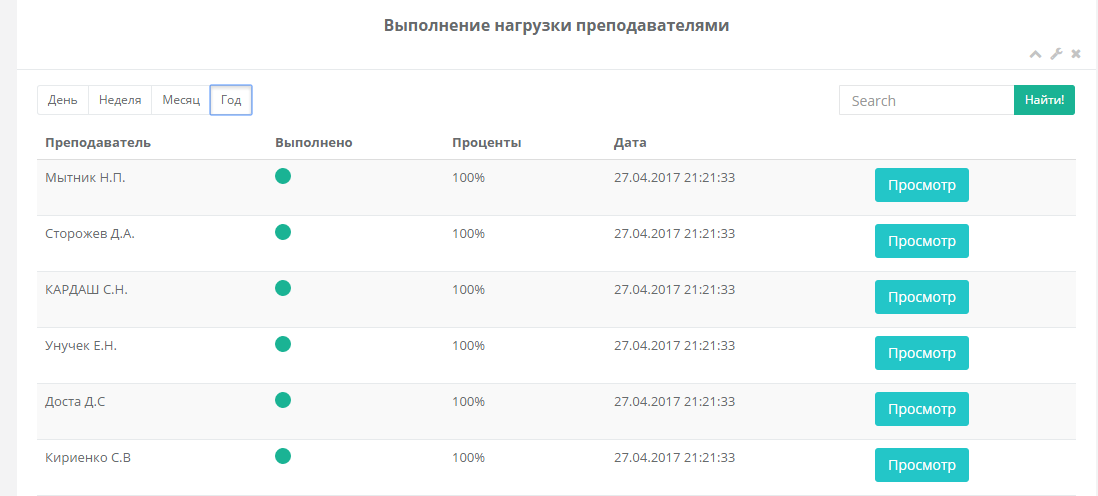 Выполнение нагрузки преподавателями
День Неделя Месяц Год Search Найти!
Преподаватель Выполнено Проценты Дата
Мытник Н.П. 100% 27.04.2017 21:21:33 Просмотр
Сторожев Д.А. 100% 27.04.2017 21:21:33 Просмотр
КАРДАШ С.Н. 100% 27.04.2017 21:21:33 Просмотр
Унучек Е.Н. 100% 27.04.2017 21:21:33 Просмотр
Доста Д.С 100% 27.04.2017 21:21:33 Просмотр
Кириенко С.В 100% 27.04.2017 21:21:33 Просмотр